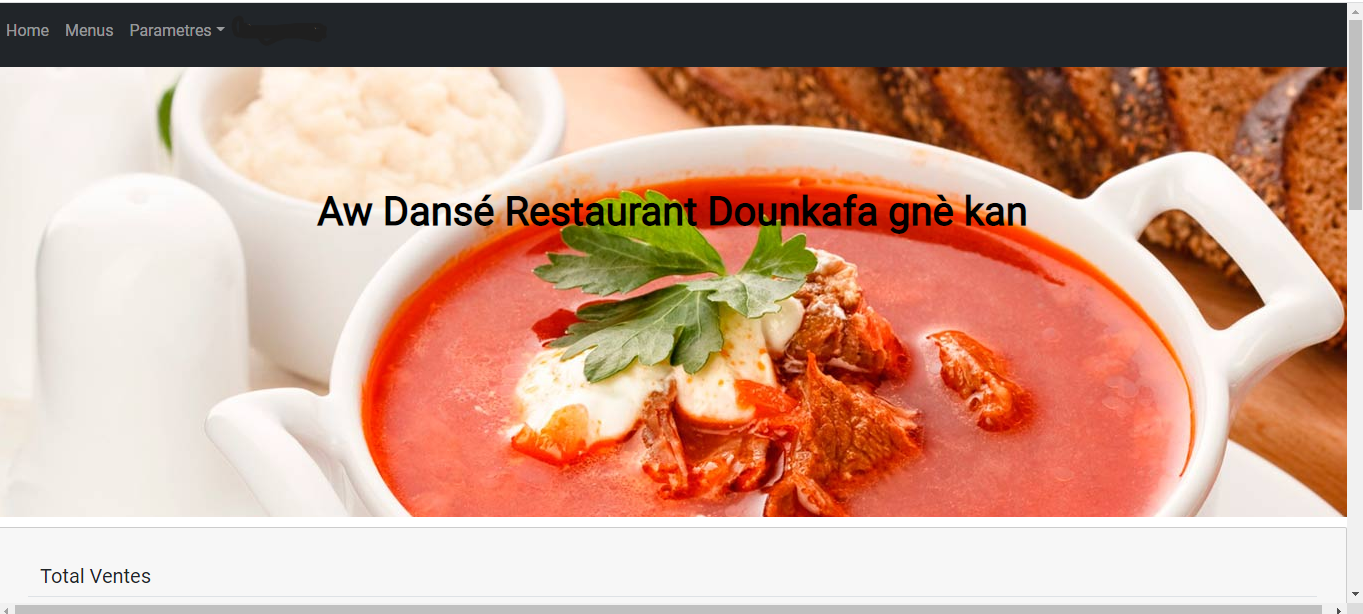 Home Menus Parametres
Aw Dansé Restaurant Dounkafa gnè kan
Total Ventes